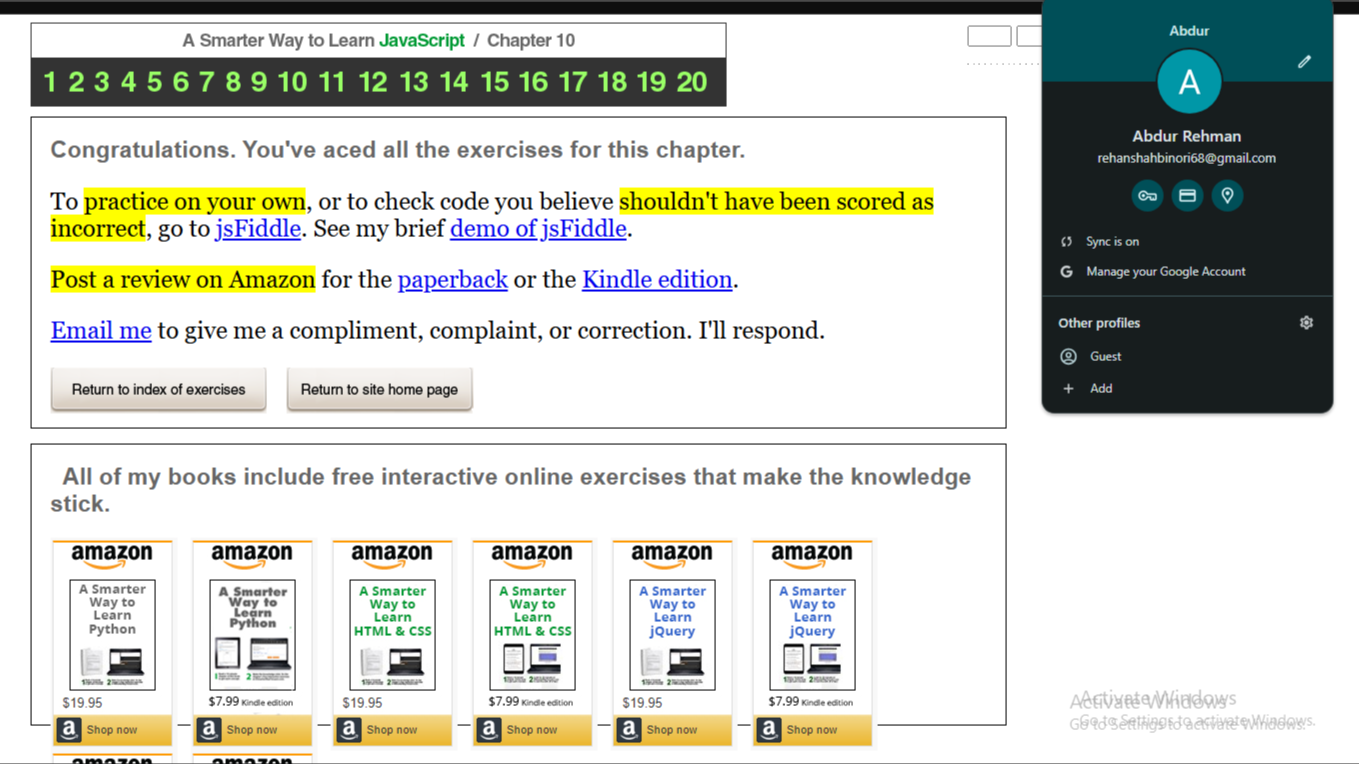 A Smarter Way to Learn JavaScript / Chapter 10
1 2 3 4 5 6 7 8 9 10 11 12 13 14 15 16 17 18 19 20
Congratulations. You've aced all the exercises for this chapter.
To practice on your own, or to check code you believe shouldn't have been scored as
incorrect, go to jsFiddle. See my brief demo of jsFiddle.
Post a review on Amazon for the paperback or the Kindle edition.
Email me to give me a compliment, complaint, or correction. I'll respond.
Return to index of exercises
Return to site home page
All of my books include free interactive online exercises that make the knowledge
stick.
amazon
A Smarter
Way to
Learn
Python
$19.95
a Shop now
amazon
A Smarter
Way to
Learn
Python
$7.99 Kindle edition
a Shop now
amazon
A Smarter
Way to
Learn
HTML & CSS
$19.95
a Shop now
amazon
A Smarter
Way to
Learn
HTML & CSS
$7.99 Kindle edition
a Shop now
amazon
A Smarter
Way to
Learn
jQuery
$19.95
a Shop now
amazon
A Smarter
Way to
Learn
jQuery
$7.99 Kindle edition
a Shop now
amazon
amazon
Abdur
A
Abdur Rehman
rehanshahbinori68@gmail.com
Sync is on
G Manage your Google Account
Other profiles
Guest
+ Add
Activate Windows
Go to Settings to activate Windows.
Activate Windows
Go to Settings to activate Windows.